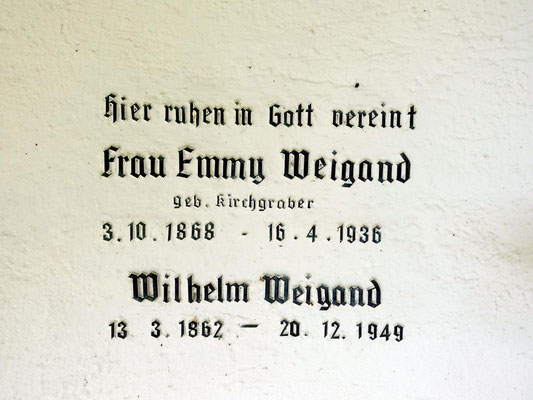 Hier ruhen in Gott vereint
Frau Emmy Weigand
geb. Kirchgraber
3.10.1868 - 16.4.1936
Wilhelm Weigand
13 3.1862 — 20.12.1949